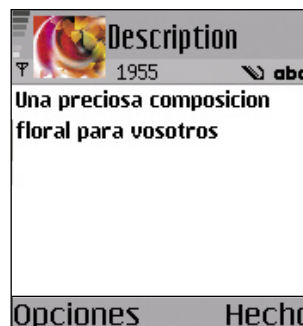 Description
1955
abc
Una preciosa composicion
floral para vosotros
Opciones
Hecho